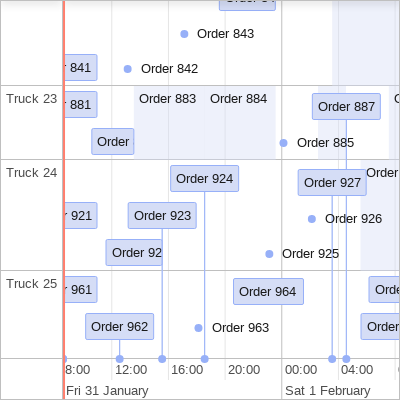 Order 843
841
Order 842
Truck 23
881
Order 883
Order 884
Order 887
Order
Order 885
Truck 24
Order 924
Order
Order 927
921
Order 923
Order 926
Order 92
Order 925
Truck 25
961
Order 964
Orde
Order 962
Order 963
Order
8:00
12:00
16:00
20:00
00:00
04:00
Fri 31 January
Sat 1 February